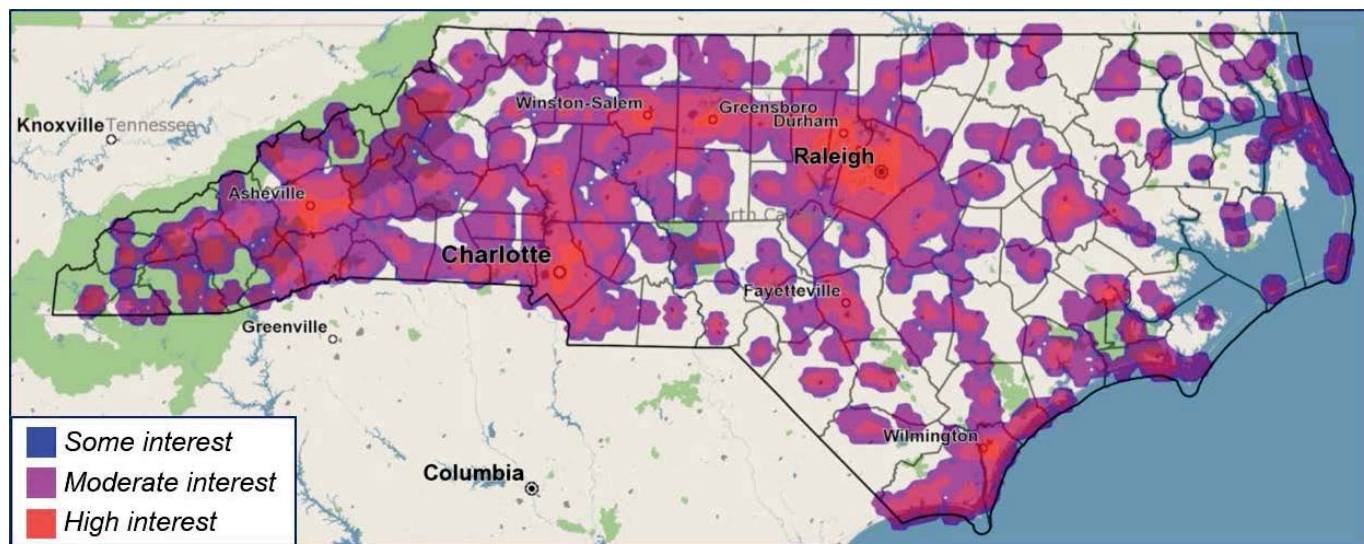 Winston-Salem
Greensboro
Durham
Knoxville Tennessee
Raleigh
Asheville
Charlotte
Fayetteville
Greenville
Wilmington
Columbia
Some interest
Moderate interest
High interest